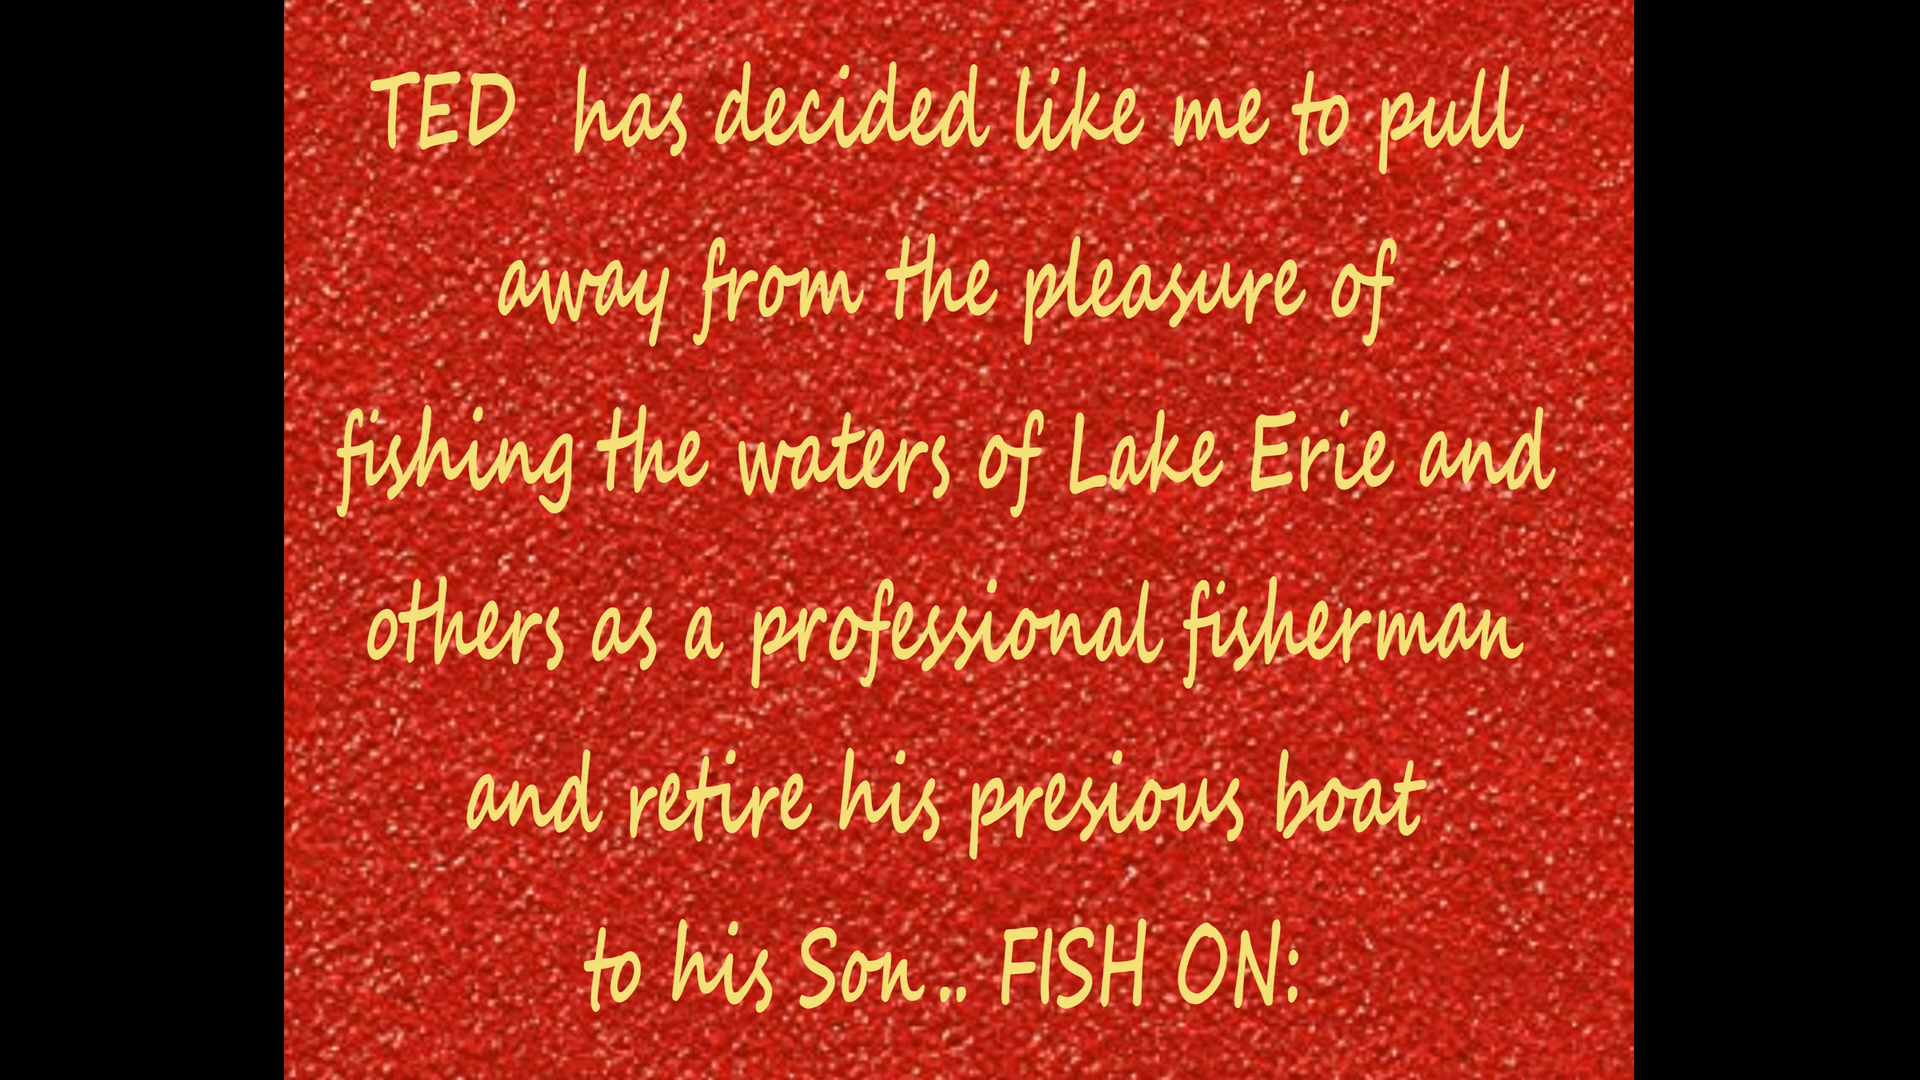 TED has decided like me to pull
away from the pleasure of
fishing the waters of Lake Erie and
others as a professional fisherman
and retire his presious boat
to his Son.. FISH ON: